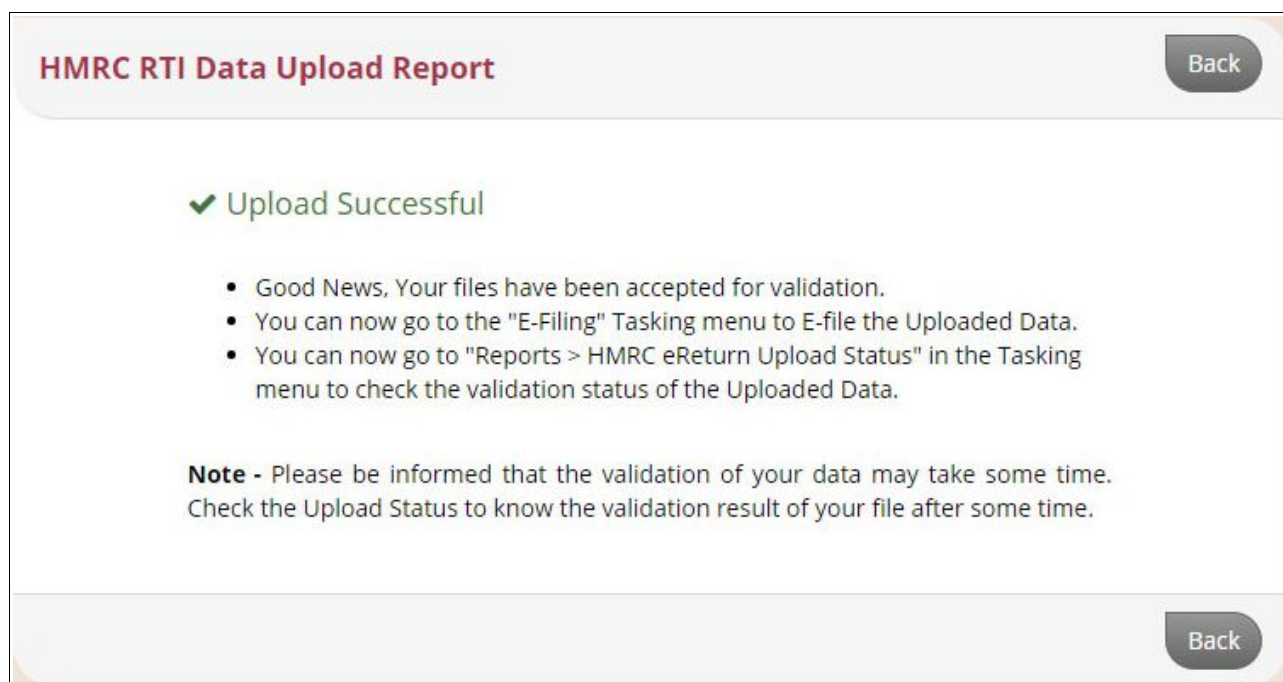 HMRC RTI Data Upload Report
Back
✔ Upload Successful
• Good News, Your files have been accepted for validation.
• You can now go to the "E-Filing" Tasking menu to E-file the Uploaded Data.
• You can now go to "Reports > HMRC eReturn Upload Status" in the Tasking
menu to check the validation status of the Uploaded Data.
Note - Please be informed that the validation of your data may take some time.
Check the Upload Status to know the validation result of your file after some time.
Back